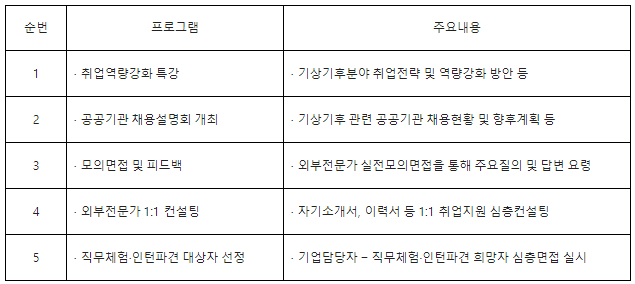 순번 프로그램 주요내용
1 · 취업역량강화 특강 · 기상기후분야 취업전략 및 역량강화 방안 등
2 · 공공기관 채용설명회 개최 · 기상기후 관련 공공기관 채용현황 및 향후계획 등
3 · 모의면접 및 피드백 · 외부전문가 실전모의면접을 통해 주요질의 및 답변 요령
4 · 외부전문가 1:1 컨설팅 · 자기소개서, 이력서 등 1:1 취업지원 심층컨설팅
5 · 직무체험·인턴파견 대상자 선정 · 기업담당자 – 직무체험·인턴파견 희망자 심층면접 실시